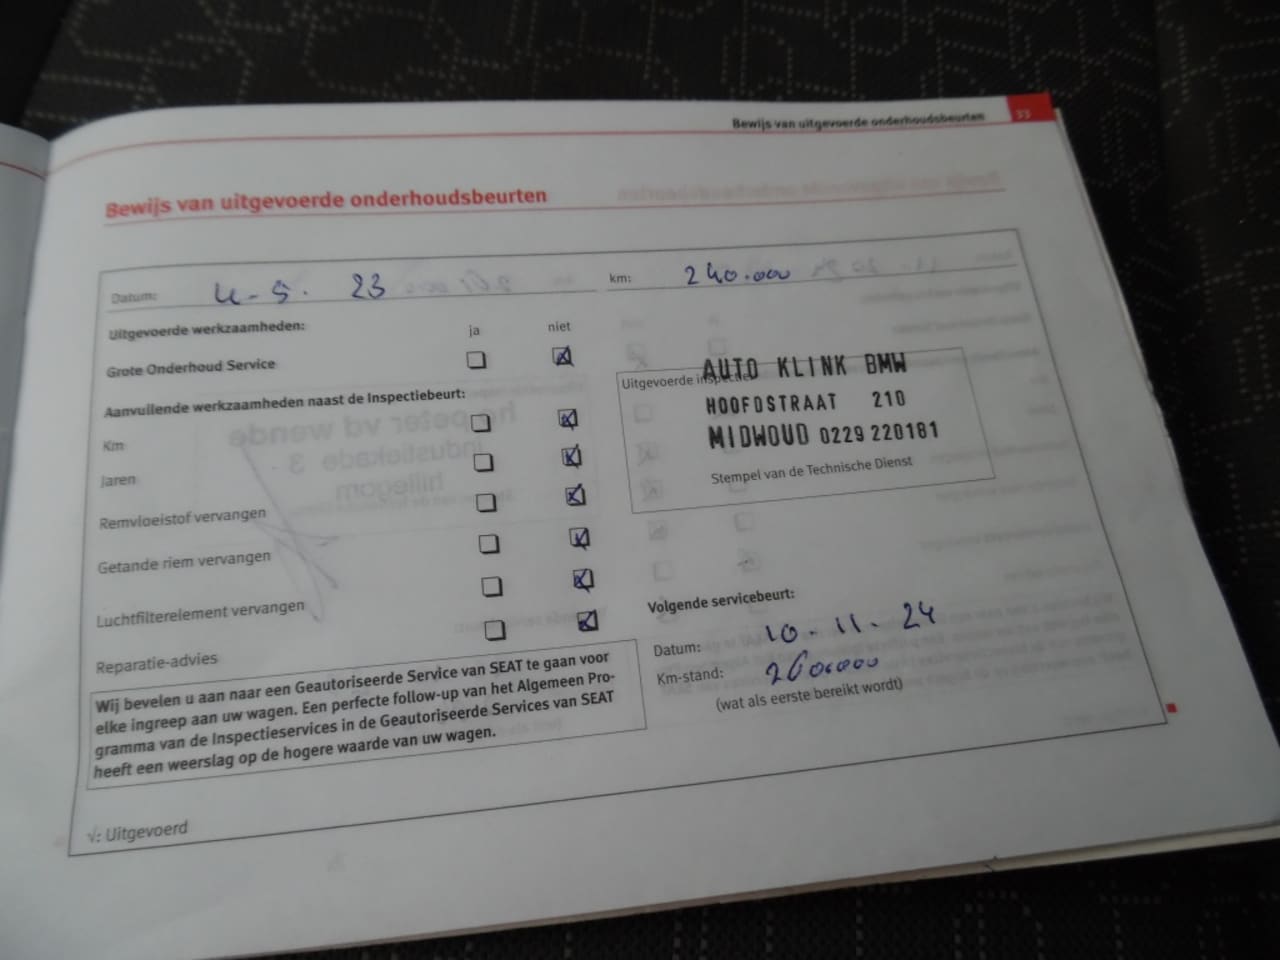 Bewijs van uitgevoerde onderhoudsbeurten 33
Bewijs van uitgevoerde onderhoudsbeurten
Datum: 4-5. 23 km: 240.000
Uitgevoerde werkzaamheden: ja niet
Grote Onderhoud Service
Aanvullende werkzaamheden naast de Inspectiebeurt:
Km
Jaren
Remvloeistof vervangen
Getande riem vervangen
Luchtfilterelement vervangen
Reparatie-advies
Wij bevelen u aan naar een Geautoriseerde Service van SEAT te gaan voor
elke ingreep aan uw wagen. Een perfecte follow-up van het Algemeen Pro-
gramma van de Inspectieservices in de Geautoriseerde Services van SEAT
heeft een weerslag op de hogere waarde van uw wagen.
√: Uitgevoerd
Uitgevoerde inspectie
AUTO KLINK BMW
HOOFDSTRAAT 210
MIDWOUD 0229 220181
Stempel van de Technische Dienst
Volgende servicebeurt:
Datum: 10-11-24
Km-stand: 260.000
(wat als eerste bereikt wordt)